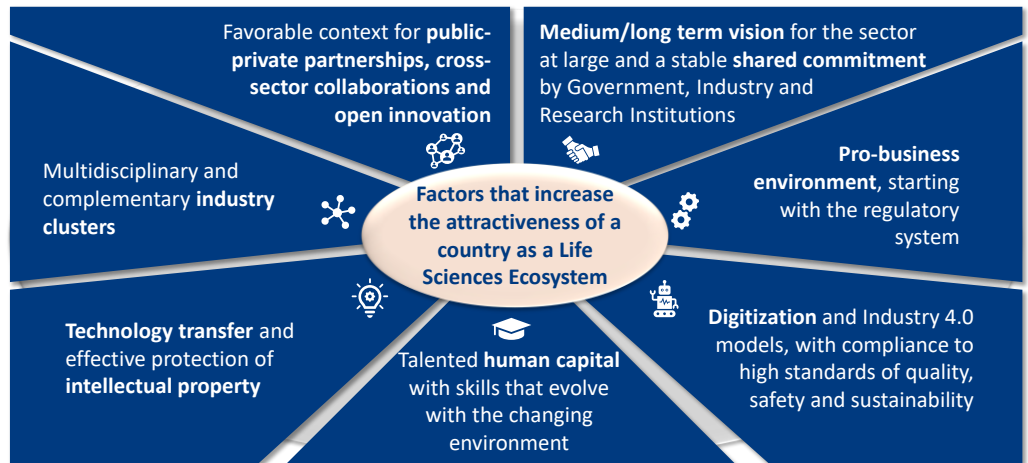 Favorable context for public-
private partnerships, cross-
sector collaborations and
open innovation
Medium/long term vision for the sector
at large and a stable shared commitment
by Government, Industry and
Research Institutions
Multidisciplinary and
complementary industry
clusters
Factors that increase
the attractiveness of a
country as a Life
Sciences Ecosystem
Pro-business
environment, starting
with the regulatory
system
Technology transfer and
effective protection of
intellectual property
Talented human capital
with skills that evolve
with the changing
environment
Digitization and Industry 4.0
models, with compliance to
high standards of quality,
safety and sustainability